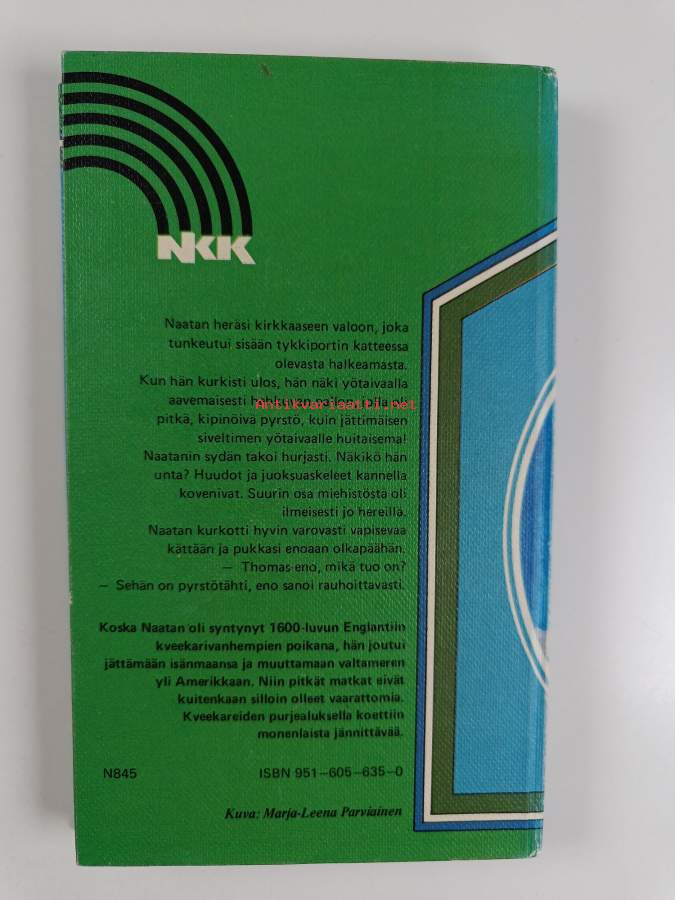 NKK
Naatan heräsi kirkkaaseen valoon, joka
tunkeutui sisään tykkiportin katteessa
olevasta halkeamasta.
Kun hän kurkisti ulos, hän näki yötaivaalla
aavemaisesti
Antikvariaatti.net
pitkä, kipinöivä pyrstö, kuin jättimäisen
siveltimen yötaivaalle huitaisema!
Naatanin sydän takoi hurjasti. Näkikö hän
unta? Huudot ja juoksuaskeleet kannella
kovenivat. Suurin osa miehistöstä oli
ilmeisesti jo hereillä.
Naatan kurkotti hyvin varovasti vapisevaa
kättään ja pukkasi enoaan olkapäähän.
— Thomas-eno, mikä tuo on?
— Sehän on pyrstötähti, eno sanoi rauhoittavasti.
Koska Naatan oli syntynyt 1600-luvun Englantiin
kveekarivanhempien poikana, hän joutui
jättämään isänmaansa ja muuttamaan valtameren
yli Amerikkaan. Niin pitkät matkat eivät
kuitenkaan silloin olleet vaarattomia.
Kveekareiden purjealuksella koettiin
monenlaista jännittävää.
N845 ISBN 951—605—635—0
Kuva: Marja-Leena Parviainen